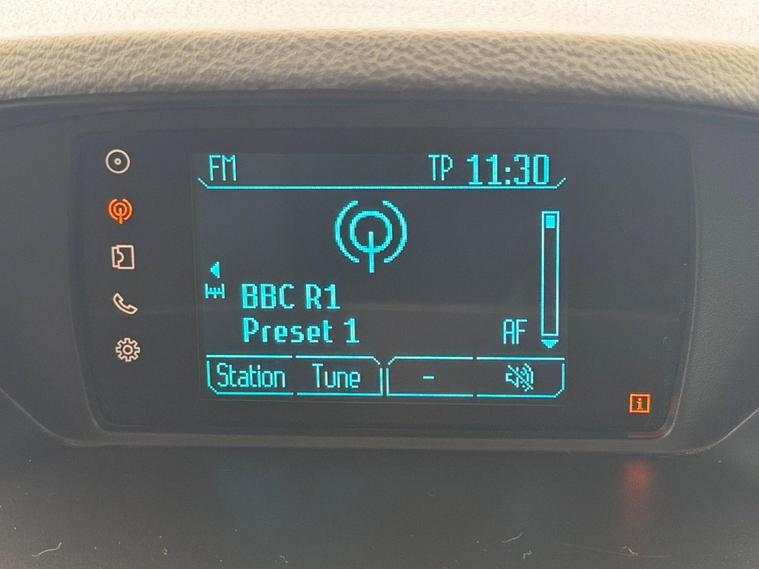 FM TP 11:30
BBC R1
Preset 1 AF
Station Tune -
i